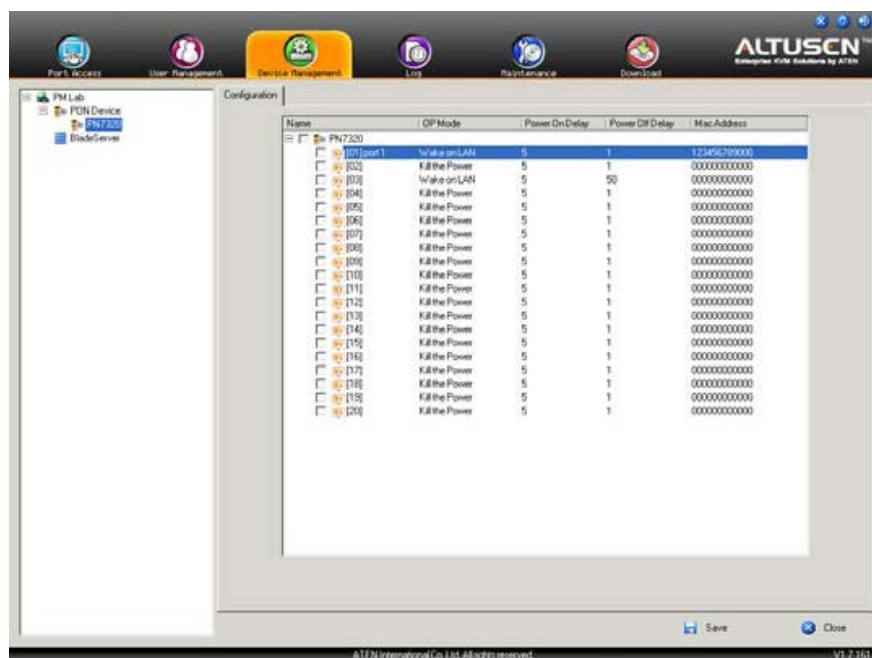 ALTUSCN™
Enterprise KVM Solutions by ATEN
Port Access User Management Device Management Log Maintenance Download
PMLab
PON Device
PN7320
BladeServer
Configuration
Name OP Mode Power On Delay Power Off Delay Mac Address
PN7320
[01]port1 Wake on LAN 5 1 123456789000
[02] Kill the Power 5 1 000000000000
[03] Wake on LAN 5 50 000000000000
[04] Kill the Power 5 1 000000000000
[05] Kill the Power 5 1 000000000000
[06] Kill the Power 5 1 000000000000
[07] Kill the Power 5 1 000000000000
[08] Kill the Power 5 1 000000000000
[09] Kill the Power 5 1 000000000000
[10] Kill the Power 5 1 000000000000
[11] Kill the Power 5 1 000000000000
[12] Kill the Power 5 1 000000000000
[13] Kill the Power 5 1 000000000000
[14] Kill the Power 5 1 000000000000
[15] Kill the Power 5 1 000000000000
[16] Kill the Power 5 1 000000000000
[17] Kill the Power 5 1 000000000000
[18] Kill the Power 5 1 000000000000
[19] Kill the Power 5 1 000000000000
[20] Kill the Power 5 1 000000000000
Save Close
ATEN International Co. Ltd. All rights reserved. V1.7.161